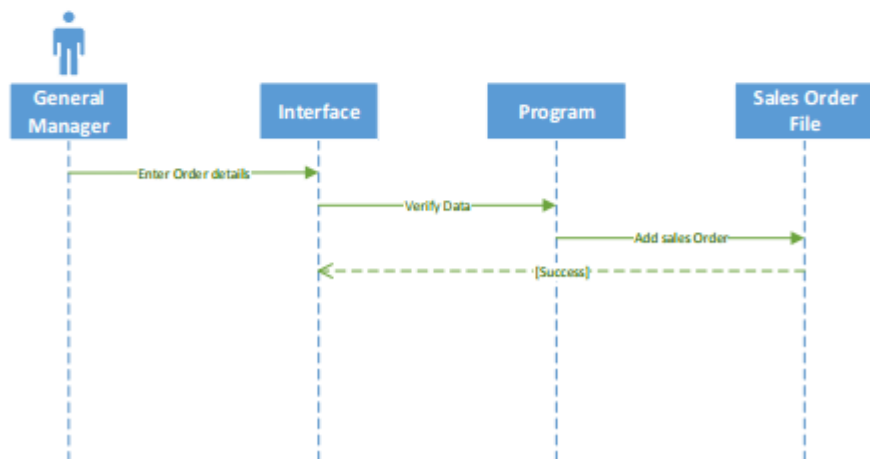 General
Manager
Interface
Program
Sales Order
File
Enter Order details
Verify Data
Add sales Order
[Success]